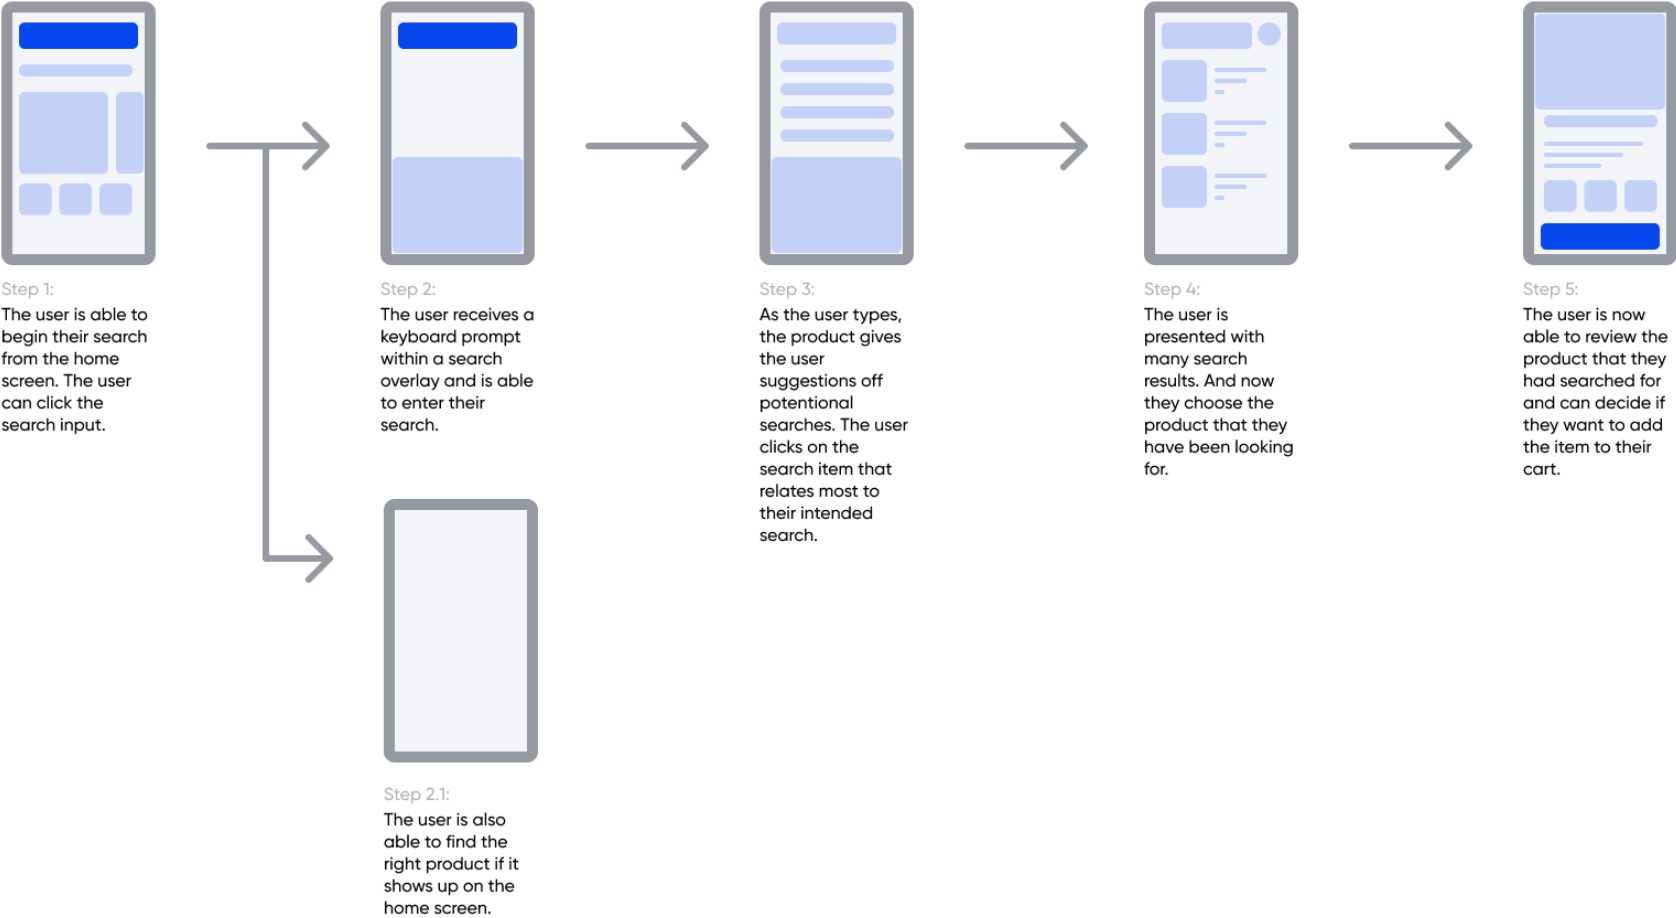 Step 1:
The user is able to
begin their search
from the home
screen. The user
can click the
search input.
Step 2:
The user receives a
keyboard prompt
within a search
overlay and is able
to enter their
search.
Step 3:
As the user types,
the product gives
the user
suggestions off
potentional
searches. The user
clicks on the
search item that
relates most to
their intended
search.
Step 4:
The user is
presented with
many search
results. And now
they choose the
product that they
have been looking
for.
Step 5:
The user is now
able to review the
product that they
had searched for
and can decide if
they want to add
the item to their
cart.
Step 2.1:
The user is also
able to find the
right product if it
shows up on the
home screen.